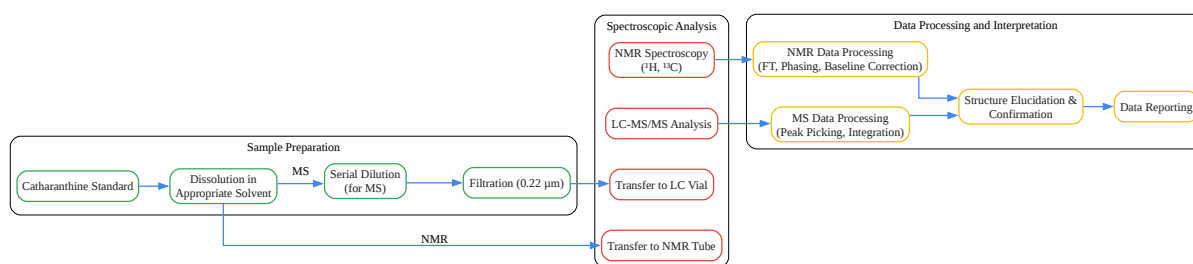 Spectroscopic Analysis
Data Processing and Interpretation
NMR Spectroscopy
(¹H, ¹³C)
NMR Data Processing
(FT, Phasing, Baseline Correction)
LC-MS/MS Analysis
MS Data Processing
(Peak Picking, Integration)
Structure Elucidation &
Confirmation
Data Reporting
Sample Preparation
Catharanthine Standard
Dissolution in
Appropriate Solvent
MS
Serial Dilution
(for MS)
Filtration (0.22 µm)
Transfer to LC Vial
NMR
Transfer to NMR Tube